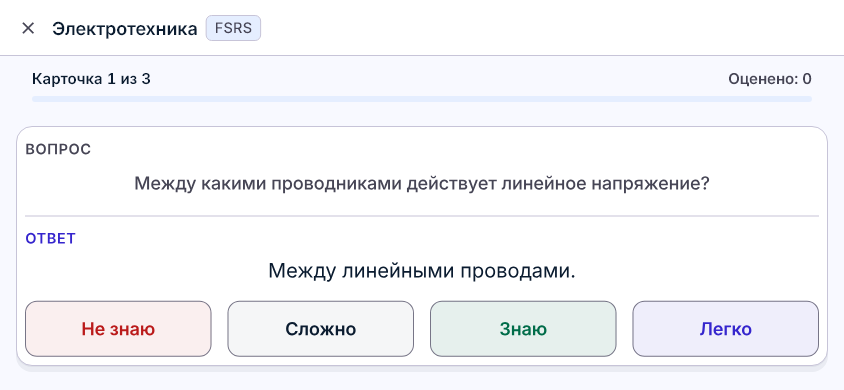 Электротехника FSRS
Карточка 1 из 3 Оценено: 0
ВОПРОС
Между какими проводниками действует линейное напряжение?
ОТВЕТ
Между линейными проводами.
Не знаю Сложно Знаю Легко